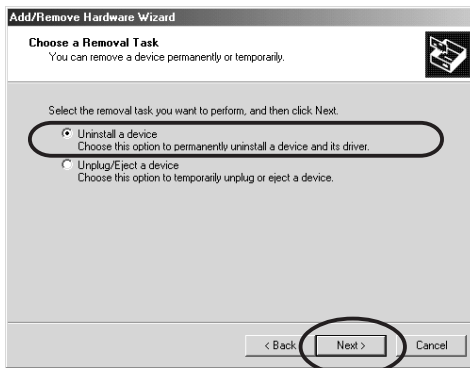 Add/Remove Hardware Wizard
Choose a Removal Task
You can remove a device permanently or temporarily.
Select the removal task you want to perform, and then click Next.
Uninstall a device
Choose this option to permanently uninstall a device and its driver.
Unplug/Eject a device
Choose this option to temporarily unplug or eject a device.
< Back
Next >
Cancel